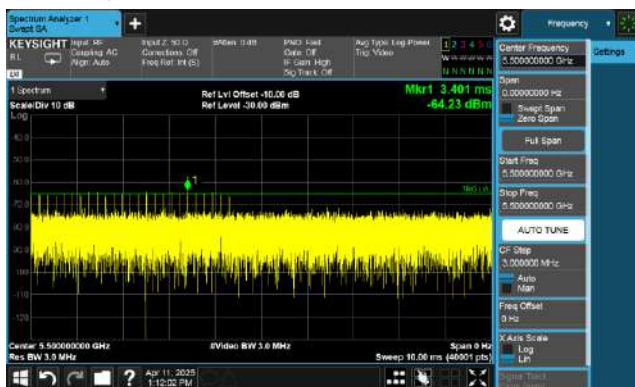 Spectrum Analyzer 1
Swept SA
+
Frequency
KEYSIGHT
Input: RF
Coupling: AC
Align: Auto
Input Z: 50 Ω
Corrections: Off
Freq Ref: Int (S)
#Atten: 0 dB
PNO: Fast
Gate: Off
IF Gain: High
Sig Track: Off
Avg Type: Log-Power
Trig: Video
1 2 3 4 5 6
N N N N N N
1 Spectrum
Scale/Div 10 dB
Log
Ref Lvl Offset -10.00 dB
Ref Level -30.00 dBm
Mkr1 3.401 ms
-64.23 dBm
1
TRIG LVL
Center 5.500000000 GHz
Res BW 3.0 MHz
#Video BW 3.0 MHz
Span 0 Hz
Sweep 10.00 ms (40001 pts)
Center Frequency
5.500000000 GHz
Settings
Span
0.00000000 Hz
Swept Span
Zero Span
Full Span
Start Freq
5.500000000 GHz
Stop Freq
5.500000000 GHz
AUTO TUNE
CF Step
3.000000 MHz
Auto
Man
Freq Offset
0 Hz
X Axis Scale
Log
Lin
Signal Track
?
Apr 11, 2025
1:12:02 PM